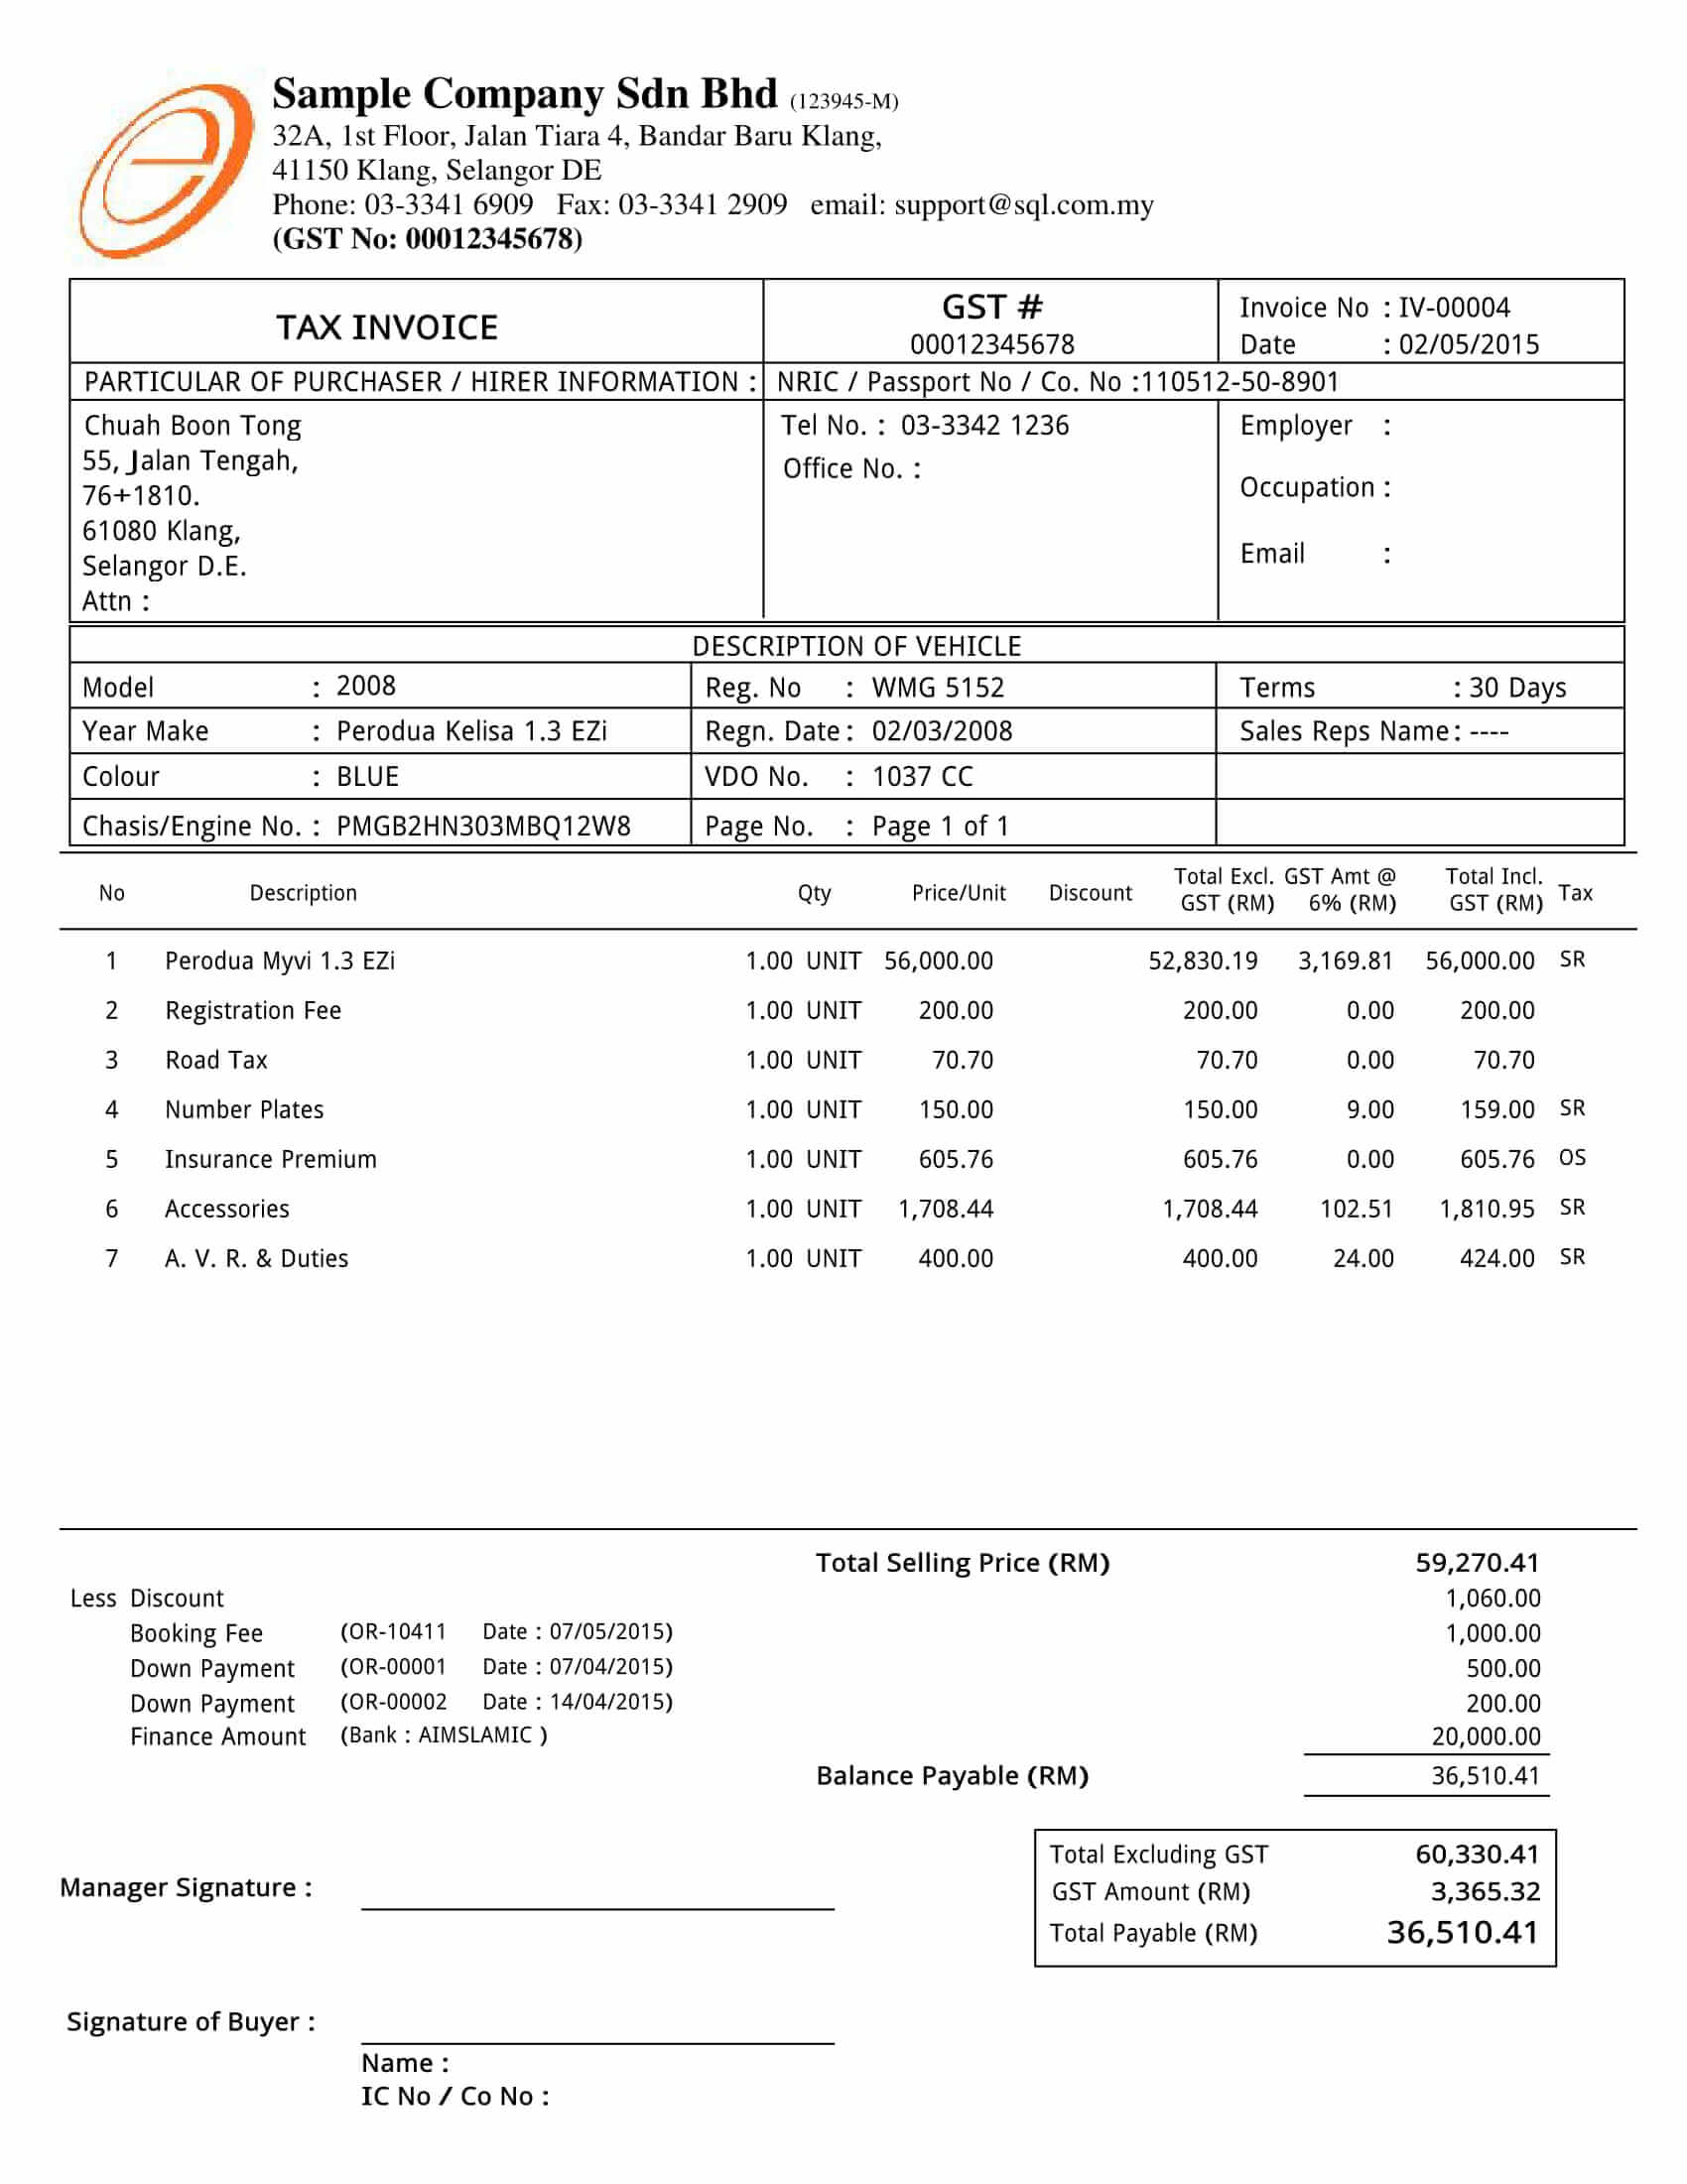 Sample Company Sdn Bhd (123945-M)
32A, 1st Floor, Jalan Tiara 4, Bandar Baru Klang,
41150 Klang, Selangor DE
Phone: 03-3341 6909 Fax: 03-3341 2909 email: support@sql.com.my
(GST No: 00012345678)
TAX INVOICE
GST #
00012345678
Invoice No : IV-00004
Date : 02/05/2015
PARTICULAR OF PURCHASER / HIRER INFORMATION : NRIC / Passport No / Co. No :110512-50-8901
Chuah Boon Tong
55, Jalan Tengah,
76+1810.
61080 Klang,
Selangor D.E.
Attn :
Tel No. : 03-3342 1236
Office No. :
Employer :
Occupation :
Email :
DESCRIPTION OF VEHICLE
Model : 2008 Reg. No : WMG 5152 Terms : 30 Days
Year Make : Perodua Kelisa 1.3 EZi Regn. Date : 02/03/2008 Sales Reps Name : ----
Colour : BLUE VDO No. : 1037 CC
Chasis/Engine No. : PMGB2HN303MBQ12W8 Page No. : Page 1 of 1
No Description Qty Price/Unit Discount Total Excl. GST (RM) GST Amt @ 6% (RM) Total Incl. GST (RM) Tax
1 Perodua Myvi 1.3 EZi 1.00 UNIT 56,000.00 52,830.19 3,169.81 56,000.00 SR
2 Registration Fee 1.00 UNIT 200.00 200.00 0.00 200.00
3 Road Tax 1.00 UNIT 70.70 70.70 0.00 70.70
4 Number Plates 1.00 UNIT 150.00 150.00 9.00 159.00 SR
5 Insurance Premium 1.00 UNIT 605.76 605.76 0.00 605.76 OS
6 Accessories 1.00 UNIT 1,708.44 1,708.44 102.51 1,810.95 SR
7 A. V. R. & Duties 1.00 UNIT 400.00 400.00 24.00 424.00 SR
Total Selling Price (RM) 59,270.41
Less Discount 1,060.00
Booking Fee (OR-10411 Date : 07/05/2015) 1,000.00
Down Payment (OR-00001 Date : 07/04/2015) 500.00
Down Payment (OR-00002 Date : 14/04/2015) 200.00
Finance Amount (Bank : AIMSLAMIC ) 20,000.00
Balance Payable (RM) 36,510.41
Total Excluding GST 60,330.41
GST Amount (RM) 3,365.32
Total Payable (RM) 36,510.41
Manager Signature :
Signature of Buyer :
Name :
IC No / Co No :